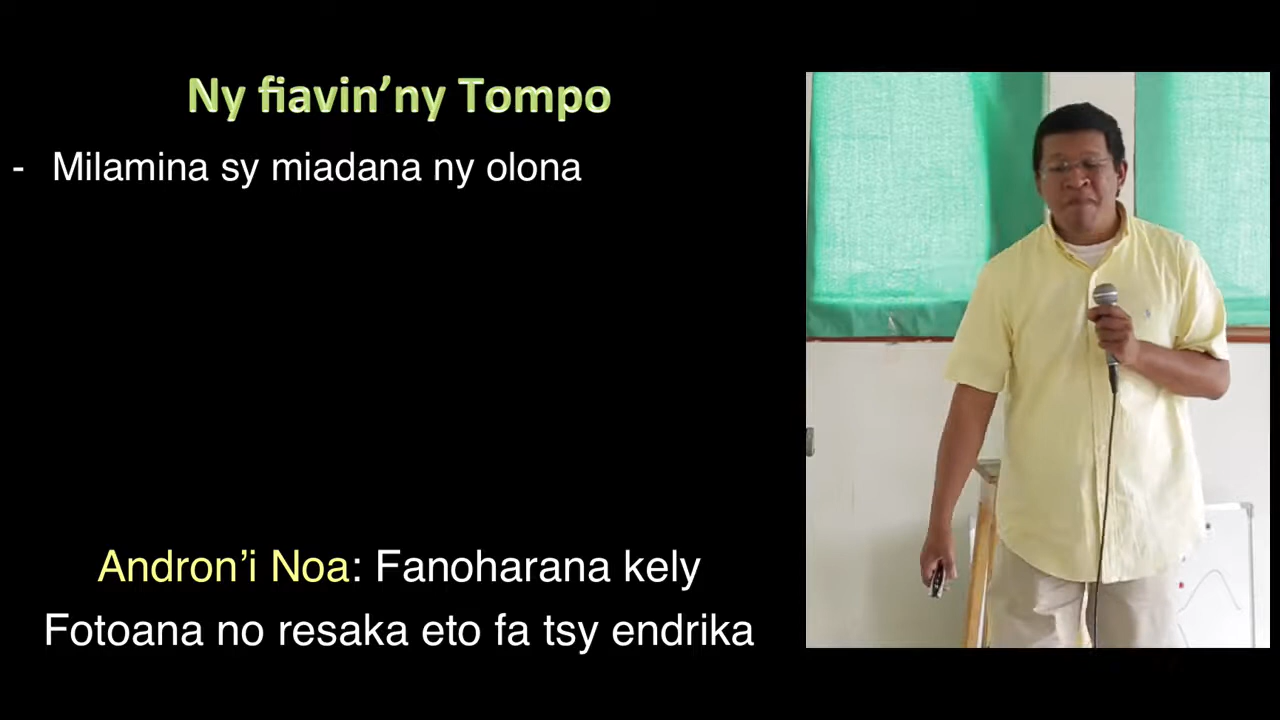 Ny fiavin’ny Tompo
- Milamina sy miadana ny olona
Andron’i Noa: Fanoharana kely
Fotoana no resaka eto fa tsy endrika